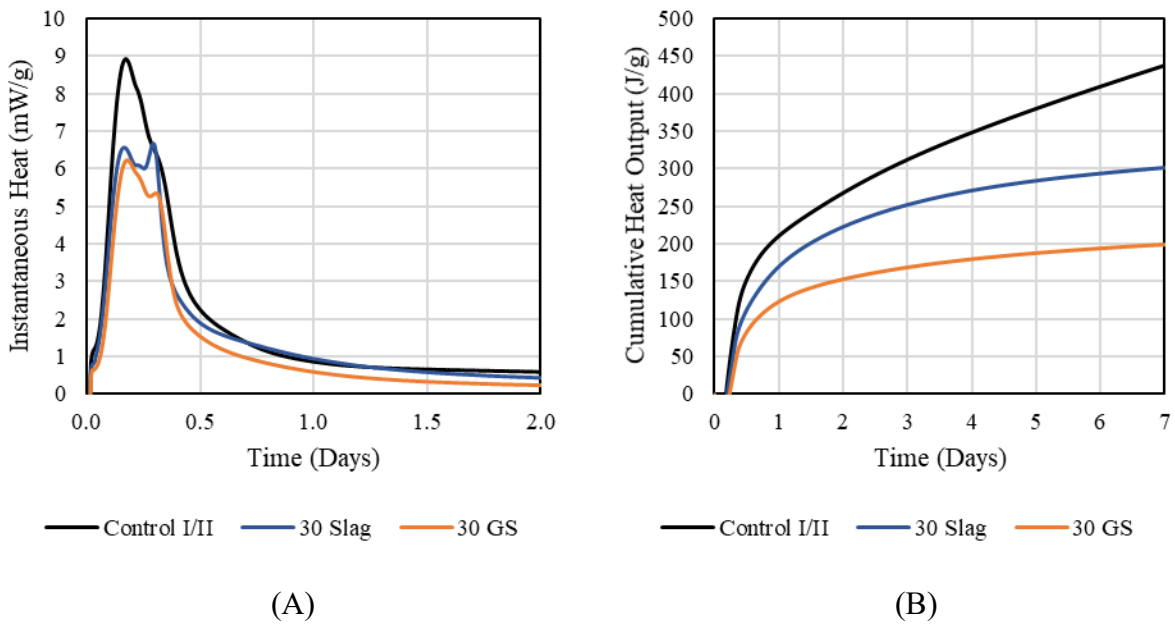 Instantaneous Heat (mW/g)
10
9
8
7
6
5
4
3
2
1
0
0.0 0.5 1.0 1.5 2.0
Time (Days)
Control I/II 30 Slag 30 GS
(A)
Cumulative Heat Output (J/g)
500
450
400
350
300
250
200
150
100
50
0
0 1 2 3 4 5 6 7
Time (Days)
Control I/II 30 Slag 30 GS
(B)